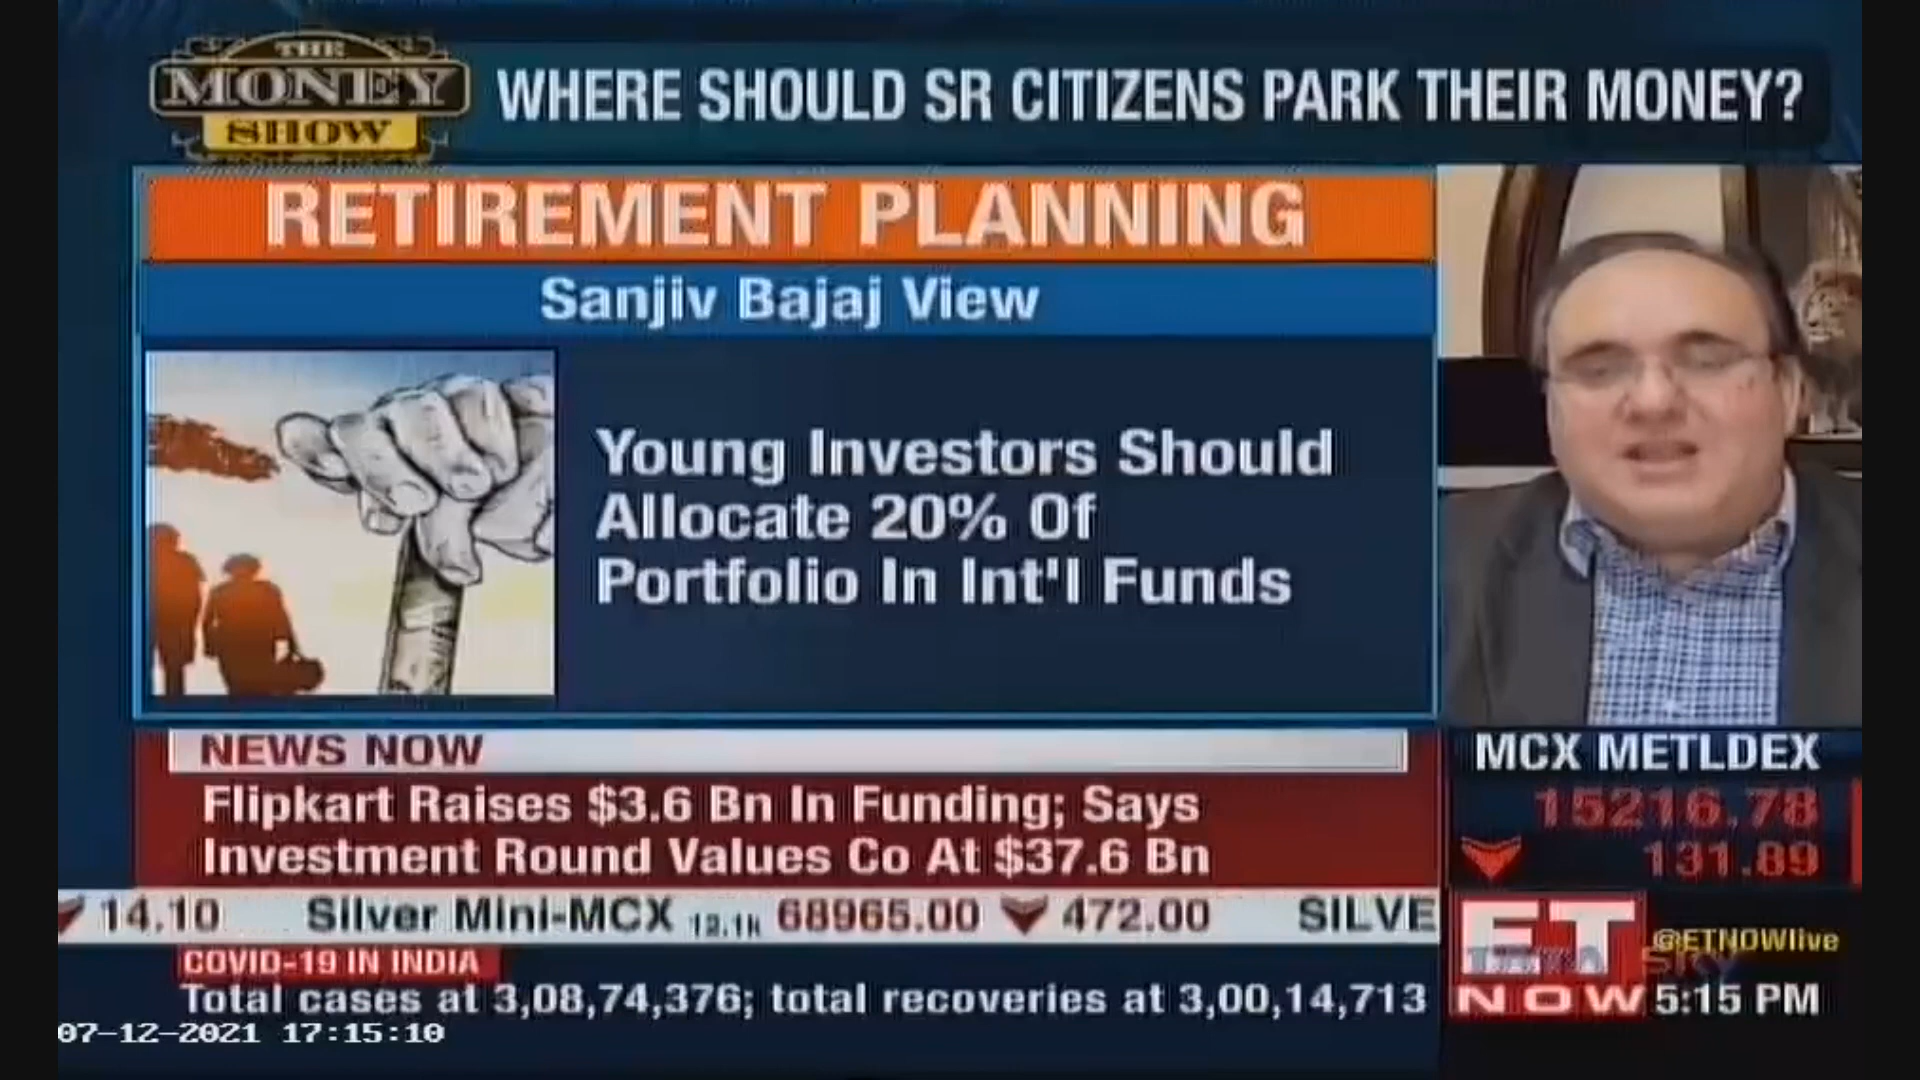 THE
MONEY
SHOW
WHERE SHOULD SR CITIZENS PARK THEIR MONEY?
RETIREMENT PLANNING
Sanjiv Bajaj View
Young Investors Should
Allocate 20% Of
Portfolio In Int'l Funds
NEWS NOW
Flipkart Raises $3.6 Bn In Funding; Says
Investment Round Values Co At $37.6 Bn
MCX METLDEX
15216.78
131.89
14.10 Silver Mini-MCX 12.1k 68965.00 472.00 SILVE
ET
NOW
@ETNOWlive
SKY
5:15 PM
COVID-19 IN INDIA
Total cases at 3,08,74,376; total recoveries at 3,00,14,713
07-12-2021 17:15:10